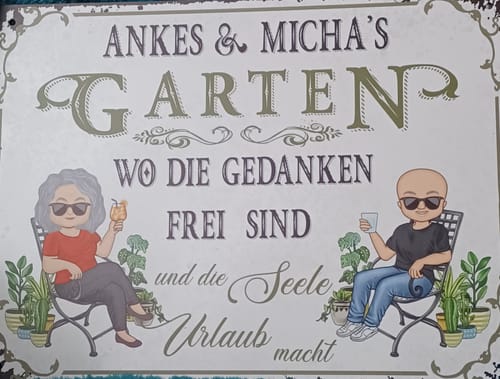 ANKES & MICHA'S
GARTEN
WO DIE GEDANKEN
FREI SIND
und die Seele
Urlaub macht